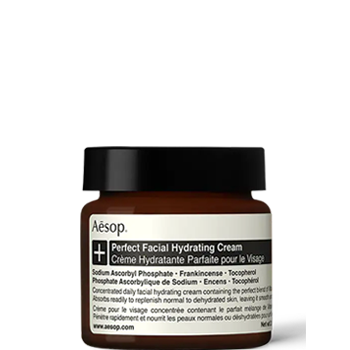 Aēsop.
+ Perfect Facial Hydrating Cream
Crème Hydratante Parfaite pour le Visage
Sodium Ascorbyl Phosphate · Frankincense · Tocopherol
Phosphate Ascorbylique de Sodium · Encens · Tocophérol
Concentrated daily facial hydrating cream containing the perfect blend of
Absorbs readily to replenish normal to dehydrated skin, leaving it smooth
Crème pour le visage concentrée contenant le parfait mélange de
Pénètre rapidement et nourrit les peaux normales ou déshydratées
www.aesop.com